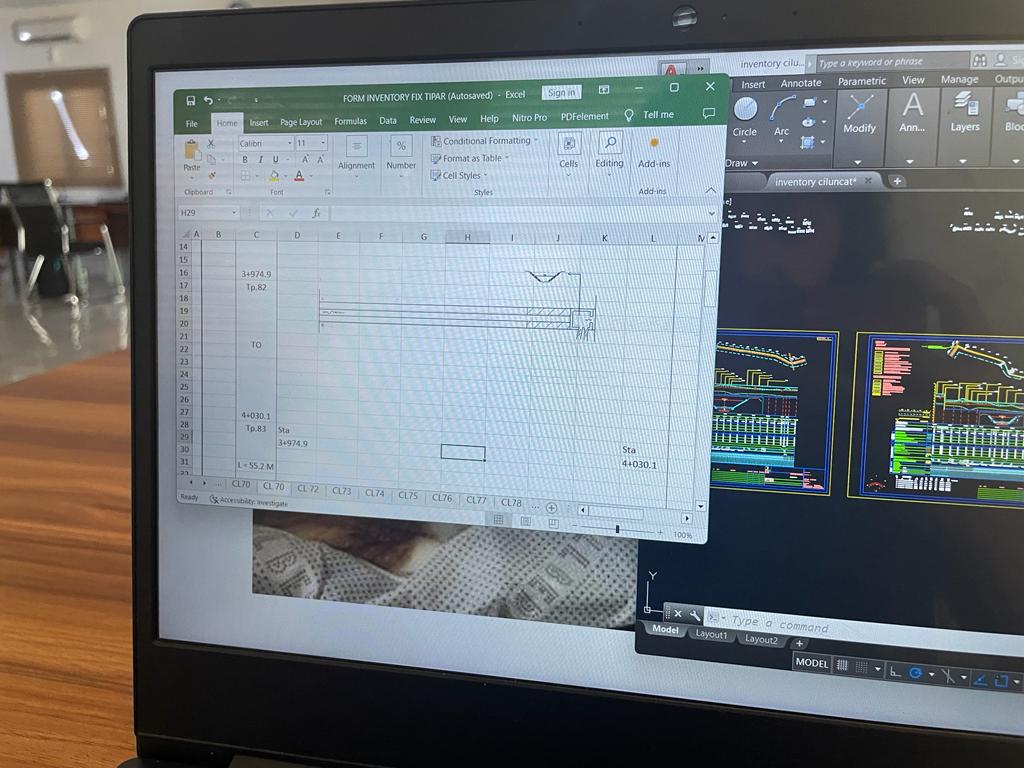 FORM INVENTORY FIX TIPAR (Autosaved) - Excel
Sign in
File Home Insert Page Layout Formulas Data Review View Help Nitro Pro PDFelement Tell me
Paste
Calibri 11
B I U A A
Clipboard
Font
Alignment
%
Number
Conditional Formatting
Format as Table
Cell Styles
Styles
Cells
Editing
Add-ins
Add-ins
H29
fx
A B C D E F G H I J K L M
14
15
16
17
18
19
20
21
22
23
24
25
26
27
28
29
30
31
3+974.9
Tp.82
TO
4+030.1
Tp.83
Sta
3+974.9
L = 55.2 M
Sta
4+030.1
... CL70 CL 70 CL 72 CL73 CL74 CL75 CL76 CL77 CL78 ...
Ready
Accessibility: Investigate
100%
inventory cilu...
Type a keyword or phrase
Insert Annotate Parametric View Manage Outpu
Circle
Arc
Modify
Ann...
Layers
Bloc
Draw
inventory ciluncat*
Y
Type a command
Model Layout1 Layout2 +
MODEL